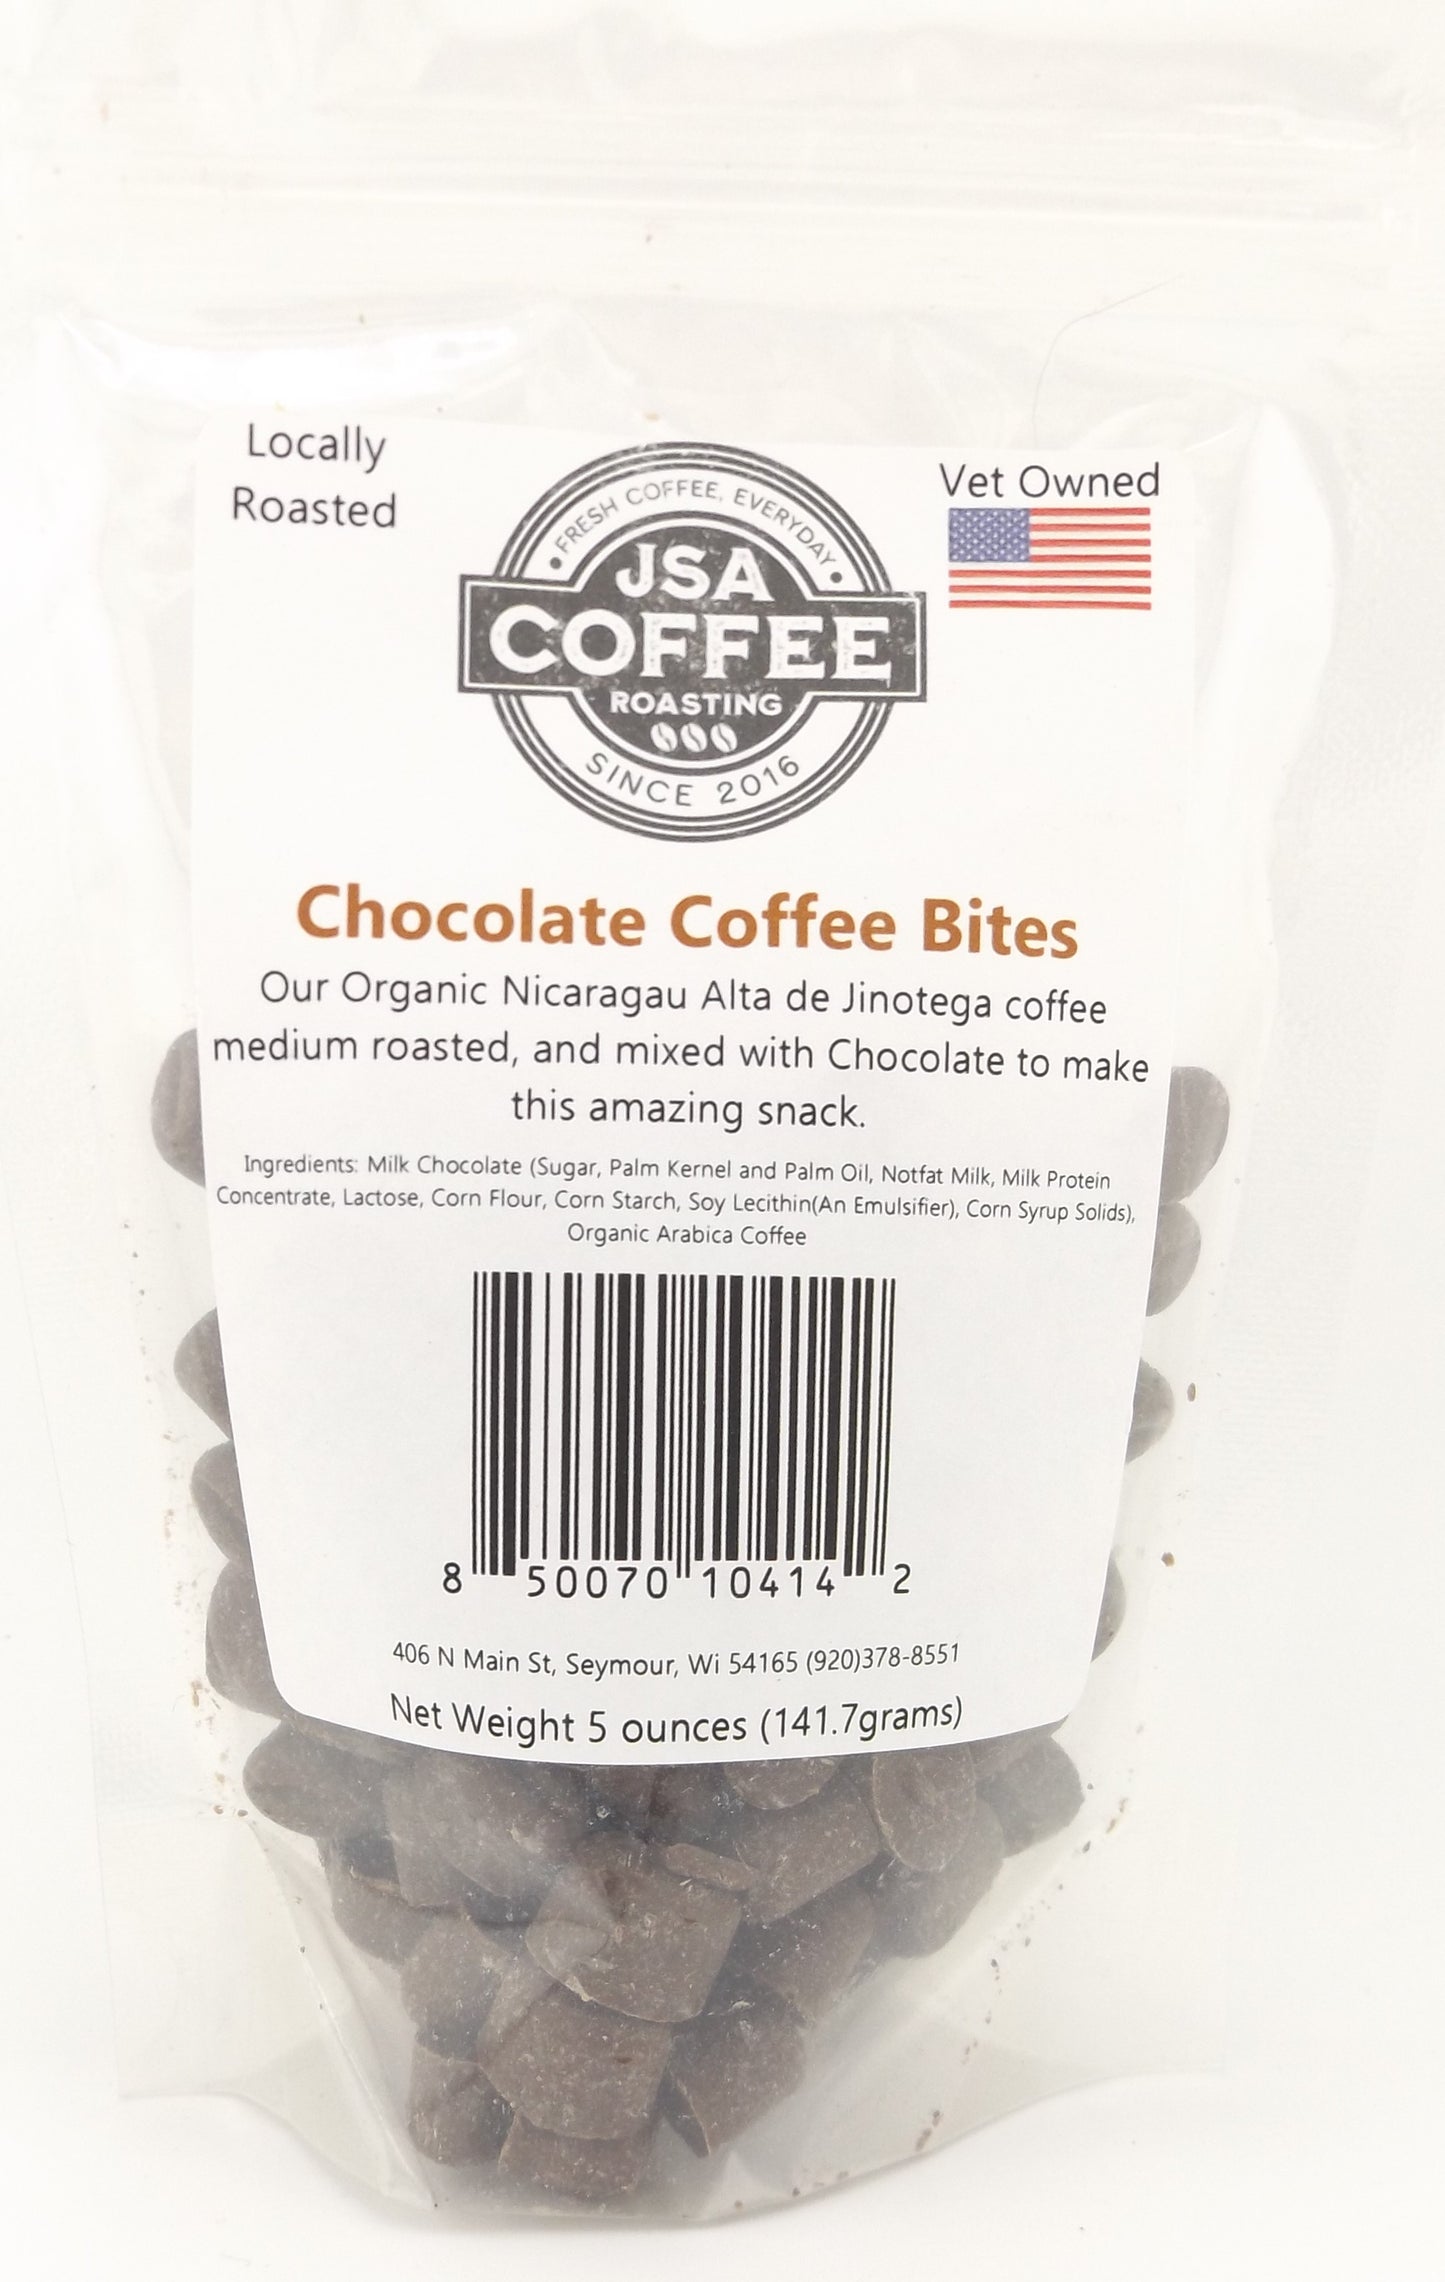 Locally
Roasted
FRESH COFFEE, EVERYDAY
JSA
COFFEE
ROASTING
SINCE 2016
Vet Owned
Chocolate Coffee Bites
Our Organic Nicaragau Alta de Jinotega coffee
medium roasted, and mixed with Chocolate to make
this amazing snack.
Ingredients: Milk Chocolate (Sugar, Palm Kernel and Palm Oil, Notfat Milk, Milk Protein
Concentrate, Lactose, Corn Flour, Corn Starch, Soy Lecithin(An Emulsifier), Corn Syrup Solids),
Organic Arabica Coffee
8 50070 10414 2
406 N Main St, Seymour, Wi 54165 (920)378-8551
Net Weight 5 ounces (141.7grams)